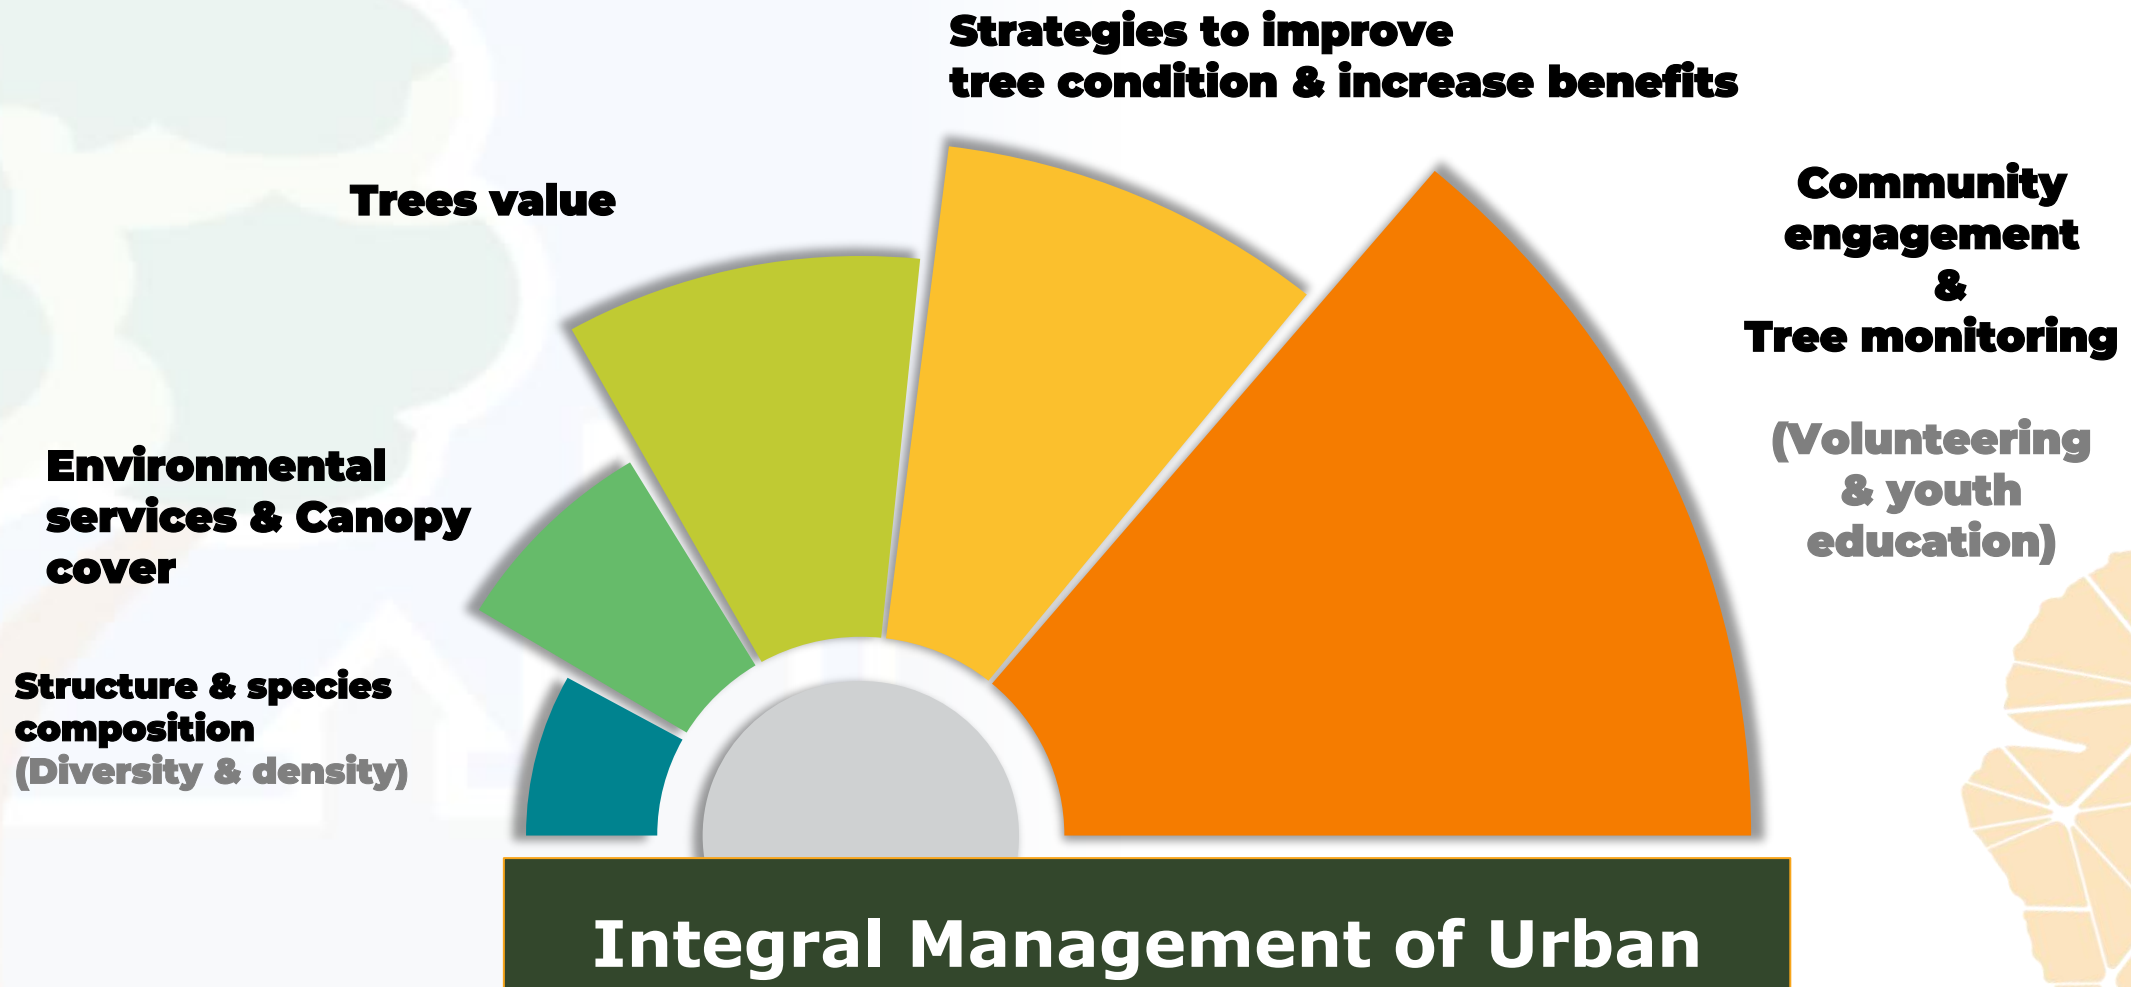 Strategies to improve
tree condition & increase benefits
Trees value
Community
engagement
&
Tree monitoring
(Volunteering
& youth
education)
Environmental
services & Canopy
cover
Structure & species
composition
(Diversity & density)
Integral Management of Urban